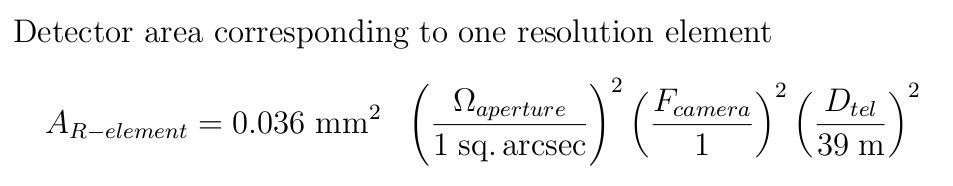 Detector area corresponding to one resolution element
A_{R-element} = 0.036 mm^2 (Ω_{aperture} / 1 sq. arcsec)^2 (F_{camera} / 1)^2 (D_{tel} / 39 m)^2